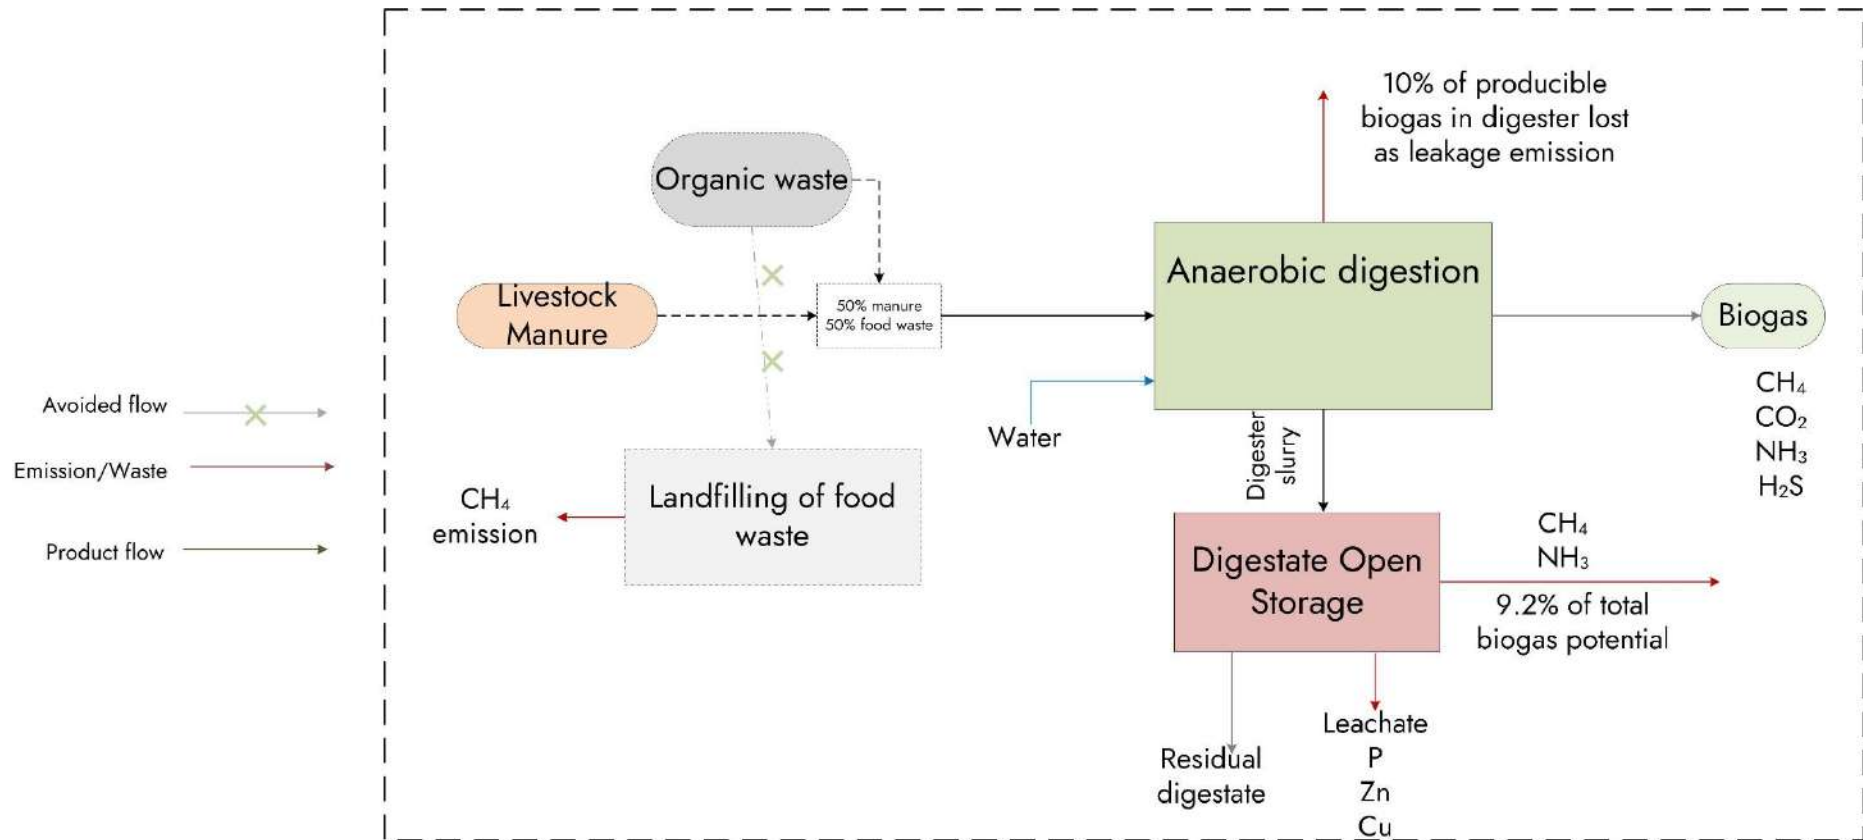 10% of producible
biogas in digester lost
as leakage emission
Organic waste
Anaerobic digestion
Livestock
Manure
50% manure
50% food waste
Biogas
CH₄
CO₂
NH₃
H₂S
Avoided flow
Emission/Waste
Product flow
Water
Digester
slurry
Landfilling of food
waste
CH₄
emission
Digestate Open
Storage
CH₄
NH₃
9.2% of total
biogas potential
Residual
digestate
Leachate
P
Zn
Cu